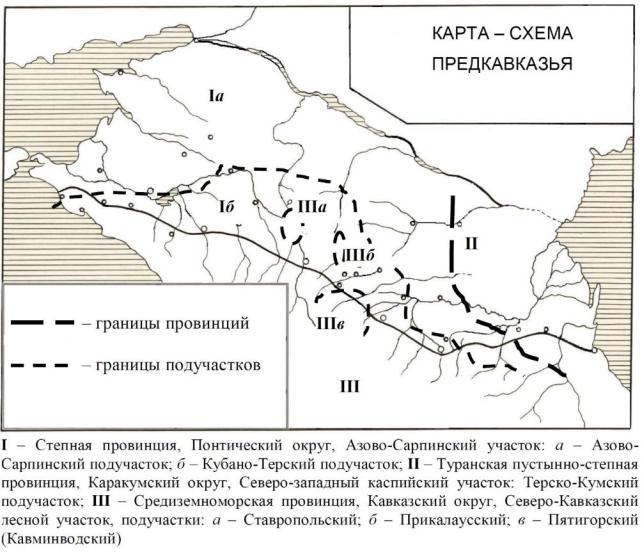 КАРТА – СХЕМА
ПРЕДКАВКАЗЬЯ
Iа
Iб
IIIа
IIIб
II
IIIв
III
– границы провинций
– границы подучастков
I – Степная провинция, Понтический округ, Азово-Сарпинский участок: а – Азово-
Сарпинский подучасток; б – Кубано-Терский подучасток; II – Туранская пустынно-степная
провинция, Каракумский округ, Северо-западный каспийский участок: Терско-Кумский
подучасток; III – Средиземноморская провинция, Кавказский округ, Северо-Кавказский
лесной участок, подучастки: а – Ставропольский; б – Прикалаусский; в – Пятигорский
(Кавминводский)